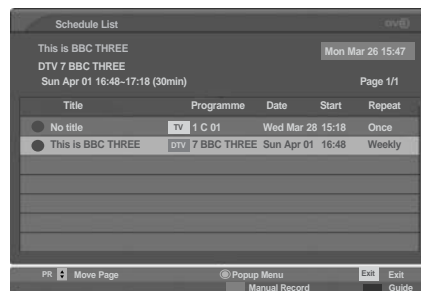 Schedule List
This is BBC THREE
Mon Mar 26 15:47
DTV 7 BBC THREE
Sun Apr 01 16:48~17:18 (30min) Page 1/1
Title Programme Date Start Repeat
No title TV 1 C 01 Wed Mar 28 15:18 Once
This is BBC THREE DTV 7 BBC THREE Sun Apr 01 16:48 Weekly
PR Move Page Popup Menu Exit Exit
Manual Record Guide